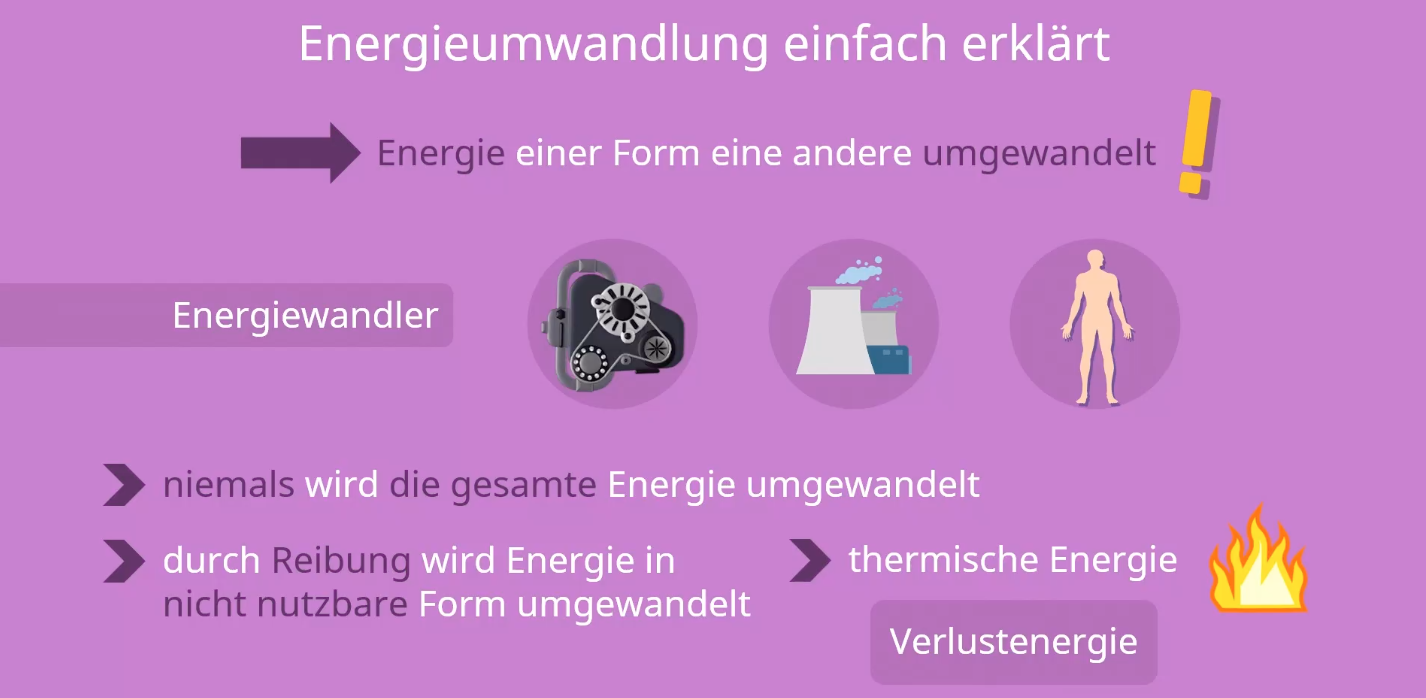 Energieumwandlung einfach erklärt
Energie einer Form eine andere umgewandelt
Energiewandler
niemals wird die gesamte Energie umgewandelt
durch Reibung wird Energie in
nicht nutzbare Form umgewandelt
thermische Energie
Verlustenergie